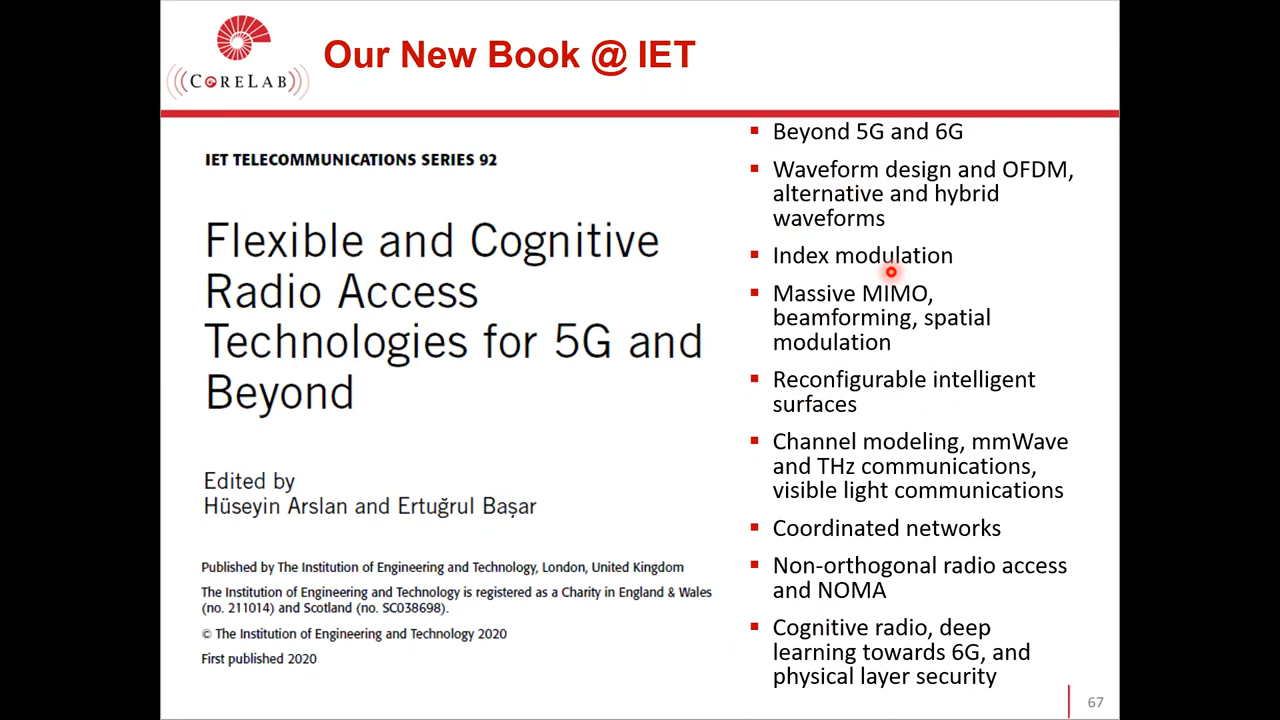 CORELAB
Our New Book @ IET
IET TELECOMMUNICATIONS SERIES 92
Flexible and Cognitive
Radio Access
Technologies for 5G and
Beyond
Edited by
Hüseyin Arslan and Ertuğrul Başar
Published by The Institution of Engineering and Technology, London, United Kingdom
The Institution of Engineering and Technology is registered as a Charity in England & Wales
(no. 211014) and Scotland (no. SC038698).
© The Institution of Engineering and Technology 2020
First published 2020
▪ Beyond 5G and 6G
▪ Waveform design and OFDM,
alternative and hybrid
waveforms
▪ Index modulation
▪ Massive MIMO,
beamforming, spatial
modulation
▪ Reconfigurable intelligent
surfaces
▪ Channel modeling, mmWave
and THz communications,
visible light communications
▪ Coordinated networks
▪ Non-orthogonal radio access
and NOMA
▪ Cognitive radio, deep
learning towards 6G, and
physical layer security
67